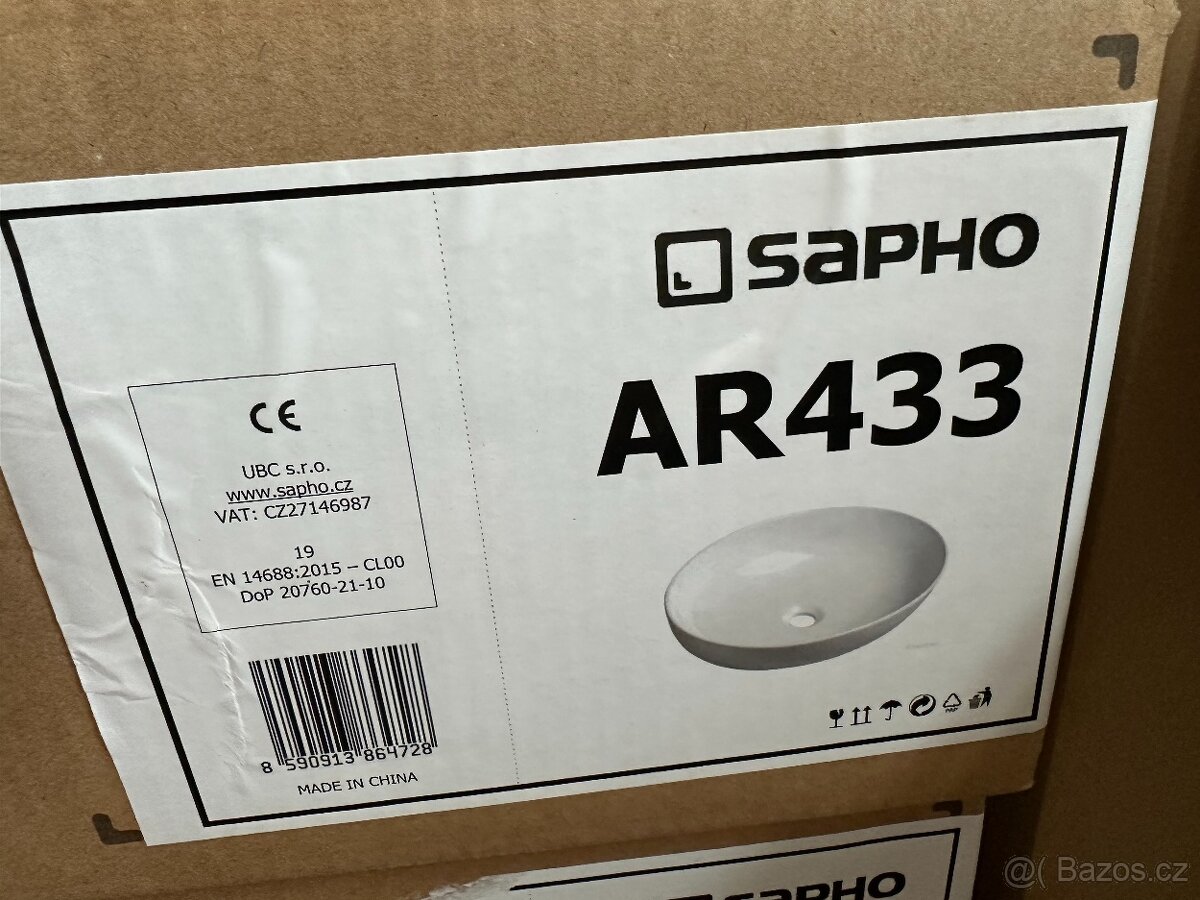 SAPHO
AR433
CE
UBC s.r.o.
www.sapho.cz
VAT: CZ27146987
19
EN 14688:2015 – CL00
DoP 20760-21-10
8 590913 864728
MADE IN CHINA
PAP
SAPHO
@( Bazos.cz